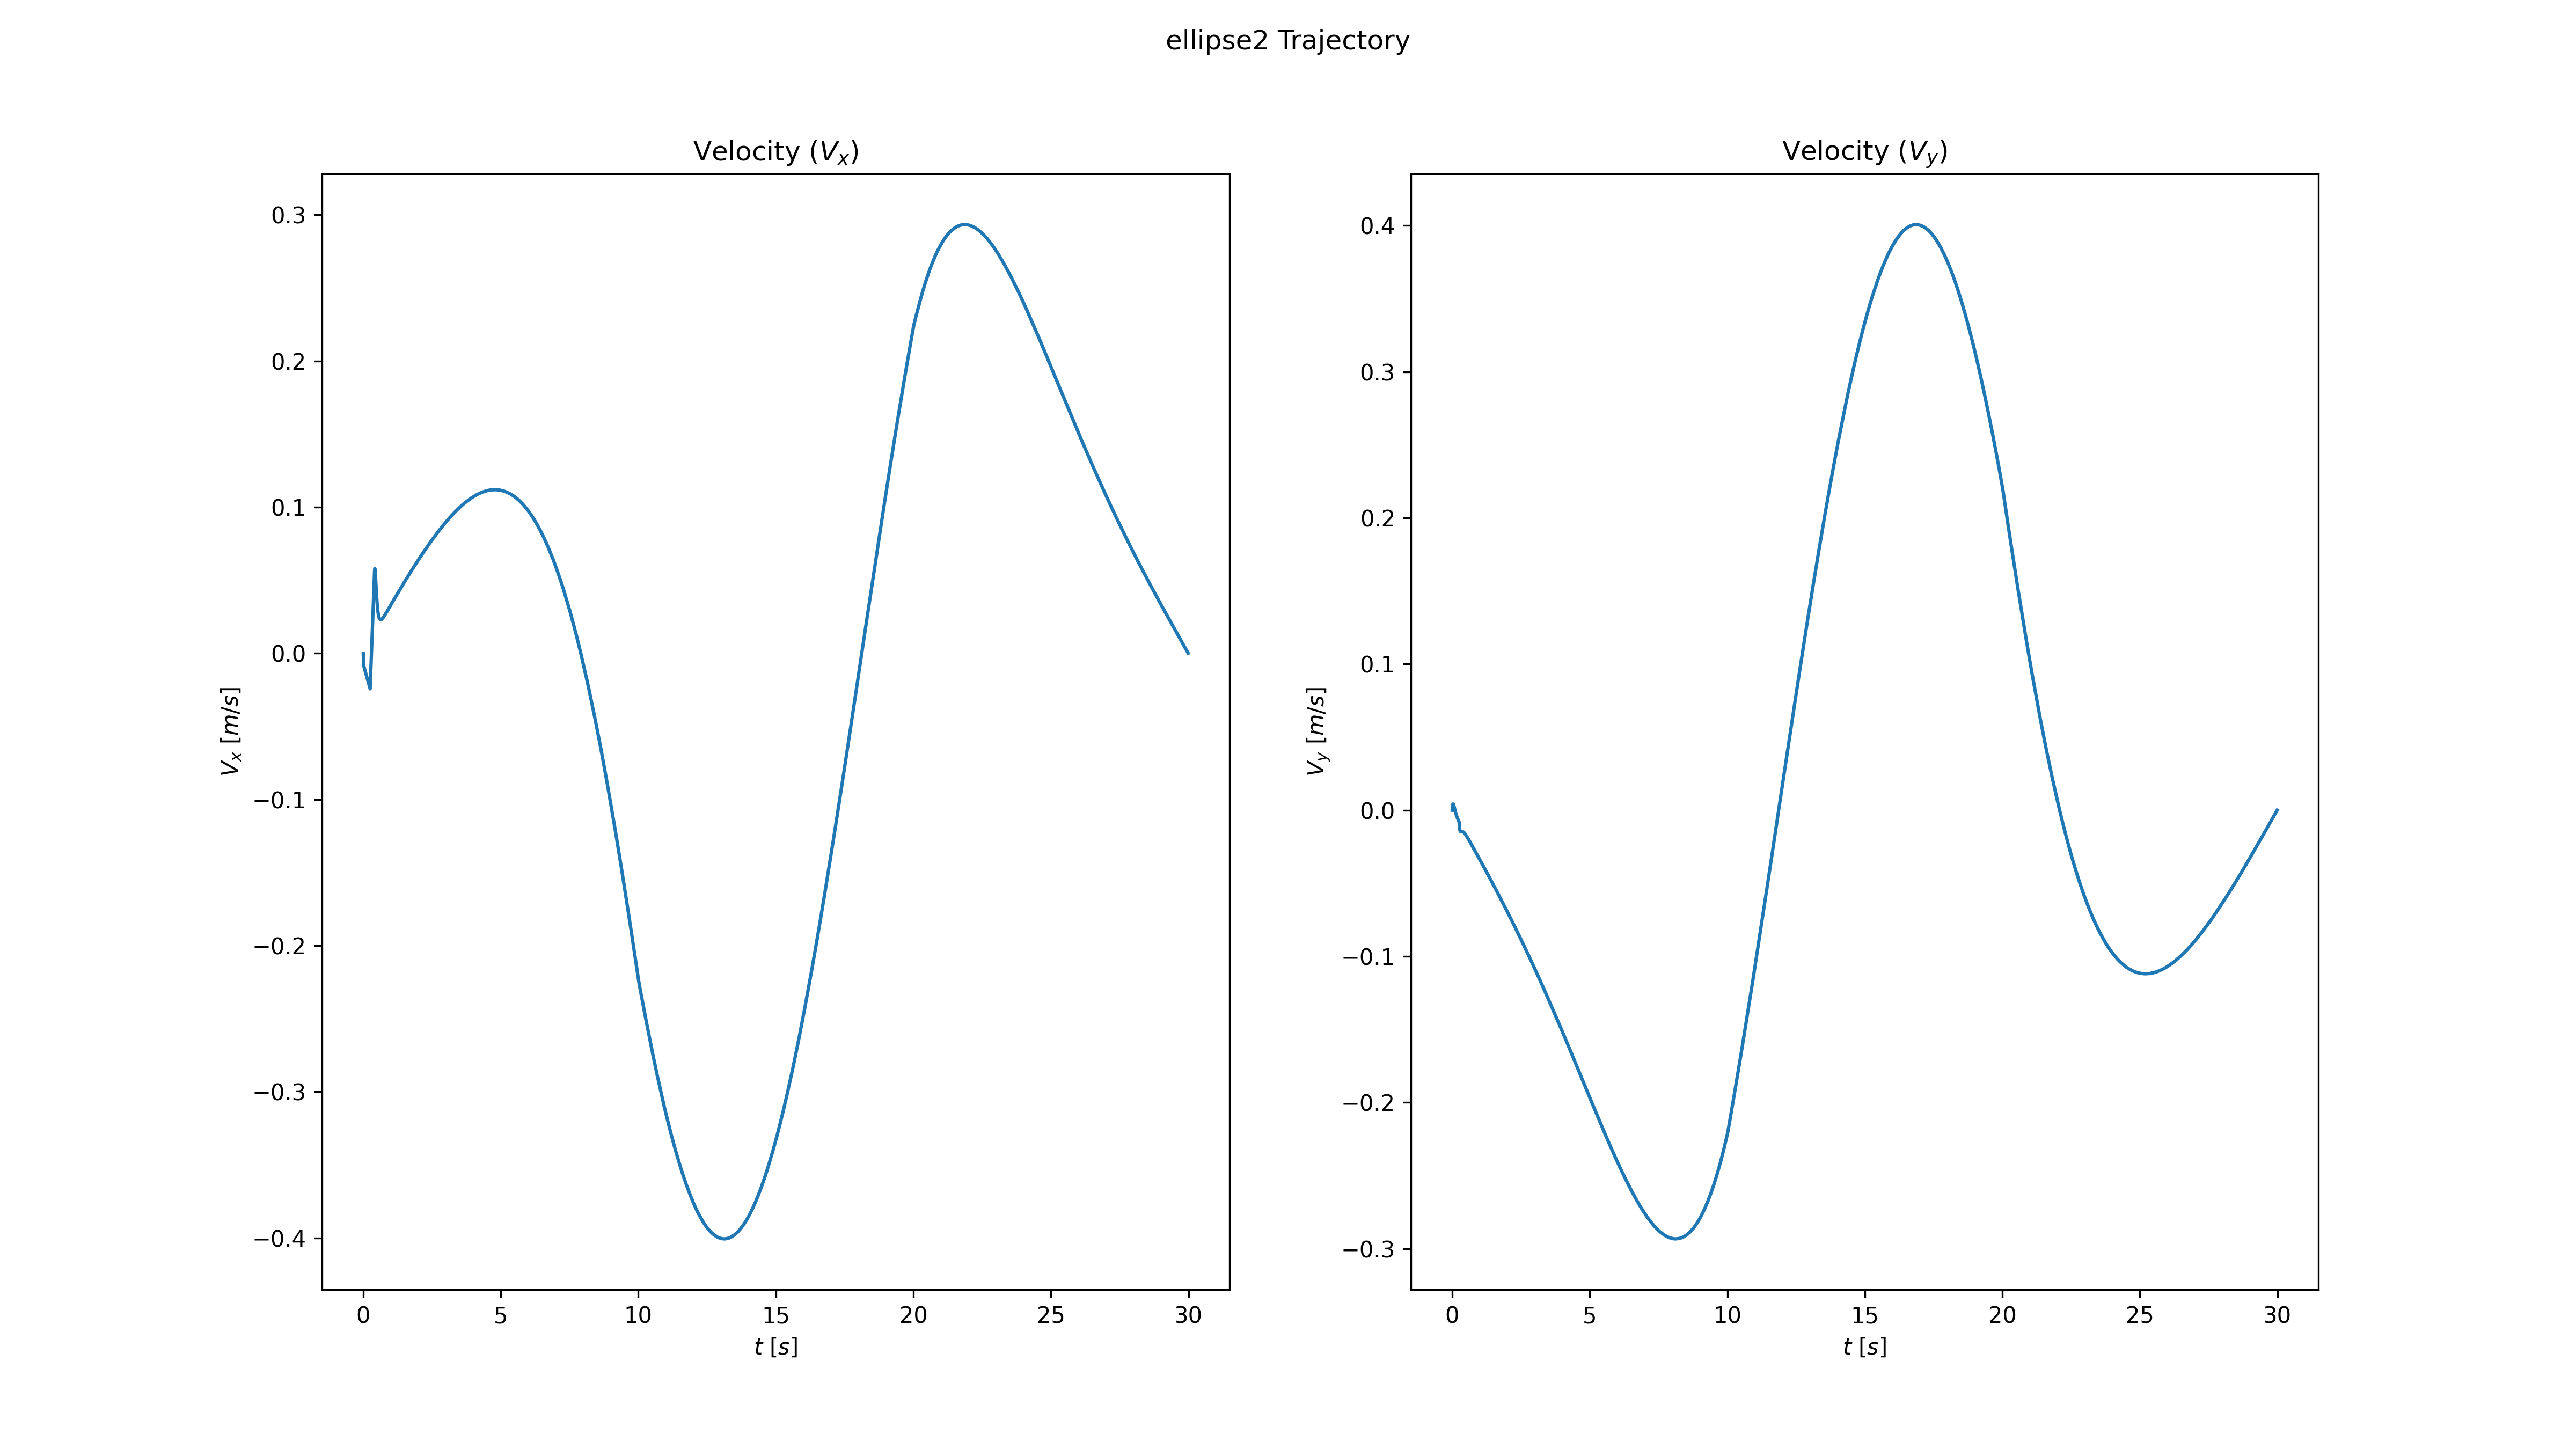 ellipse2 Trajectory
Velocity (Vx)
0.3
0.2
0.1
0.0
−0.1
−0.2
−0.3
−0.4
Vx [m/s]
0 5 10 15 20 25 30
t [s]
Velocity (Vy)
0.4
0.3
0.2
0.1
0.0
−0.1
−0.2
−0.3
Vy [m/s]
0 5 10 15 20 25 30
t [s]